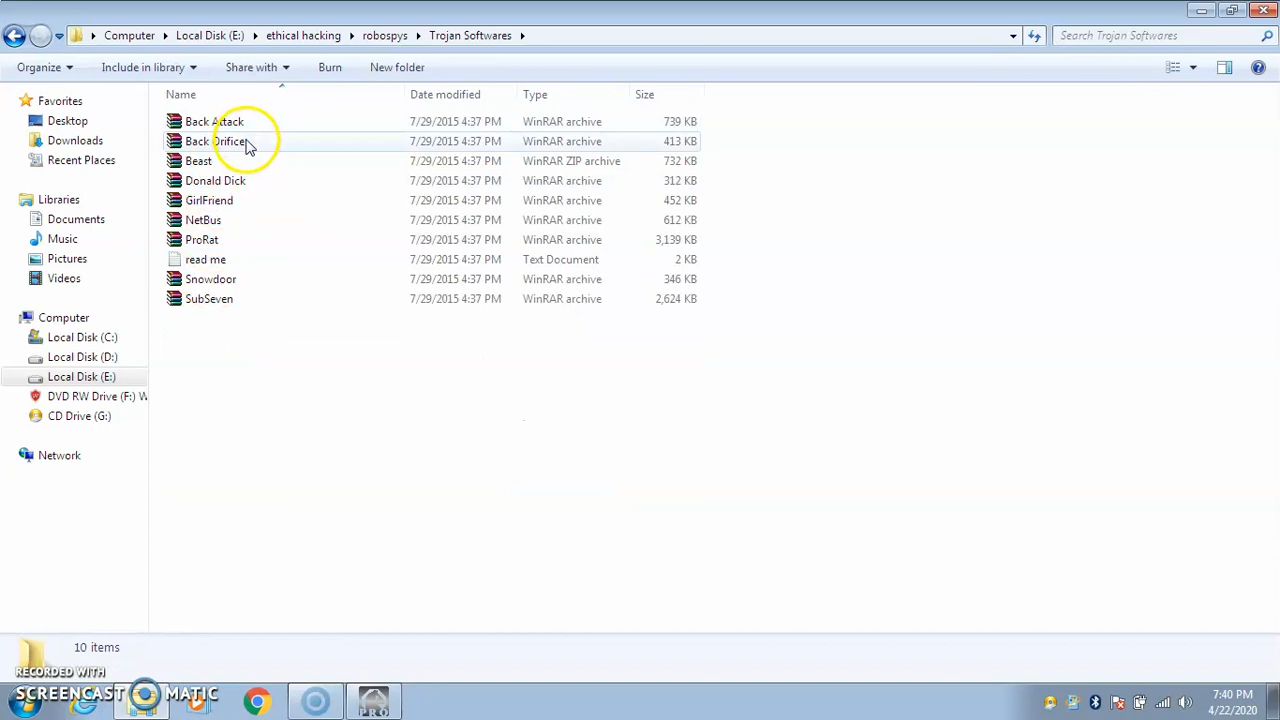 Computer Local Disk (E:) ethical hacking robospys Trojan Softwares Search Trojan Softwares
Organize Include in library Share with Burn New folder
Favorites
Desktop
Downloads
Recent Places
Libraries
Documents
Music
Pictures
Videos
Computer
Local Disk (C:)
Local Disk (D:)
Local Disk (E:)
DVD RW Drive (F:) W
CD Drive (G:)
Network
Name Date modified Type Size
Back Attack 7/29/2015 4:37 PM WinRAR archive 739 KB
Back Orifice 7/29/2015 4:37 PM WinRAR archive 413 KB
Beast 7/29/2015 4:37 PM WinRAR ZIP archive 732 KB
Donald Dick 7/29/2015 4:37 PM WinRAR archive 312 KB
GirlFriend 7/29/2015 4:37 PM WinRAR archive 452 KB
NetBus 7/29/2015 4:37 PM WinRAR archive 612 KB
ProRat 7/29/2015 4:37 PM WinRAR archive 3,139 KB
read me 7/29/2015 4:37 PM Text Document 2 KB
Snowdoor 7/29/2015 4:37 PM WinRAR archive 346 KB
SubSeven 7/29/2015 4:37 PM WinRAR archive 2,624 KB
10 items
RECORDED WITH
SCREENCAST MATIC
PRO
7:40 PM
4/22/2020